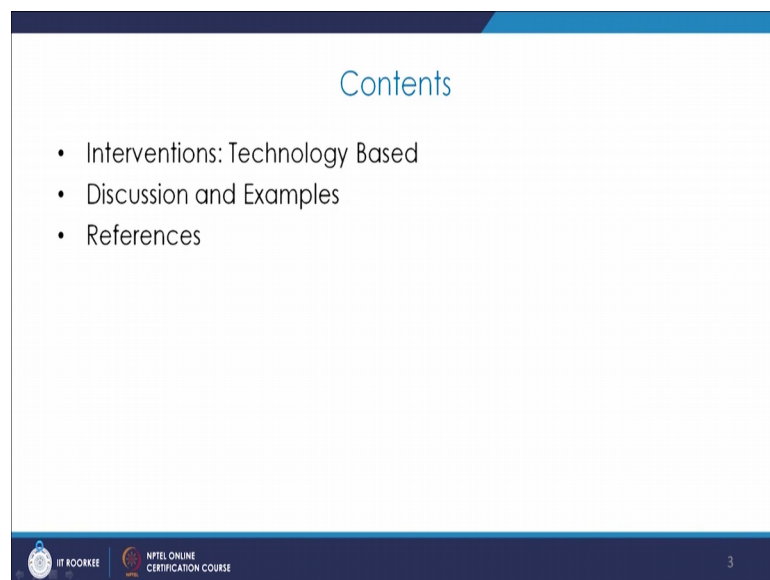 Contents
• Interventions: Technology Based
• Discussion and Examples
• References
IIT ROORKEE
NPTEL ONLINE
CERTIFICATION COURSE
3